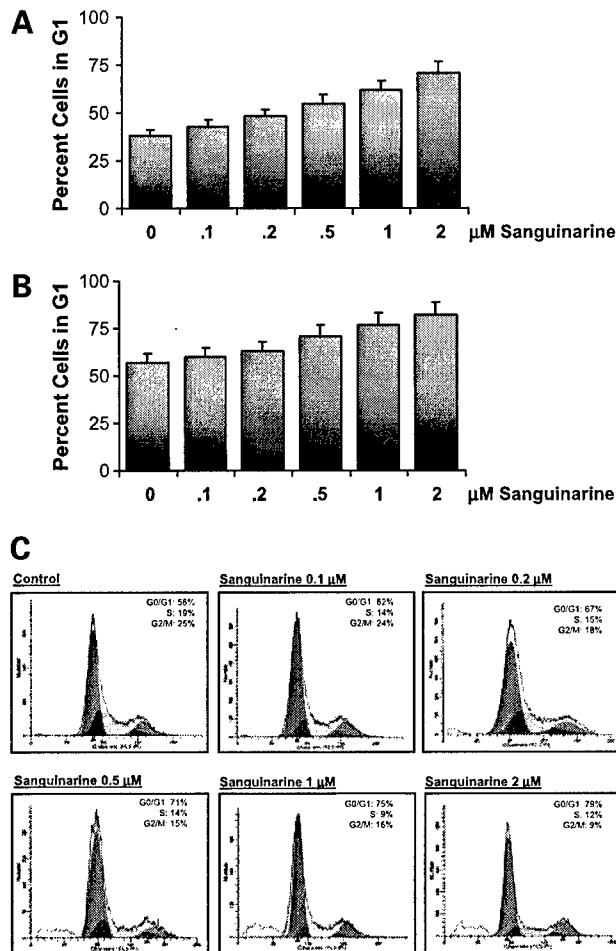 A
Percent Cells in G1
100
75
50
25
0
0 .1 .2 .5 1 2 µM Sanguinarine
B
Percent Cells in G1
100
75
50
25
0
0 .1 .2 .5 1 2 µM Sanguinarine
C
Control
G0/G1: 56%
S: 19%
G2/M: 25%
Sanguinarine 0.1 µM
G0/G1: 62%
S: 14%
G2/M: 24%
Sanguinarine 0.2 µM
G0/G1: 67%
S: 15%
G2/M: 18%
Sanguinarine 0.5 µM
G0/G1: 71%
S: 14%
G2/M: 15%
Sanguinarine 1 µM
G0/G1: 75%
S: 9%
G2/M: 16%
Sanguinarine 2 µM
G0/G1: 79%
S: 12%
G2/M: 9%